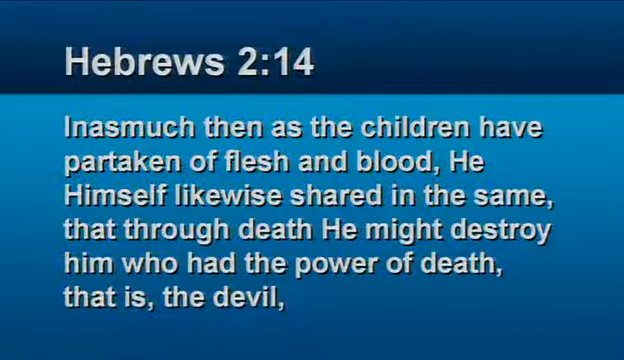 Hebrews 2:14
Inasmuch then as the children have
partaken of flesh and blood, He
Himself likewise shared in the same,
that through death He might destroy
him who had the power of death,
that is, the devil,